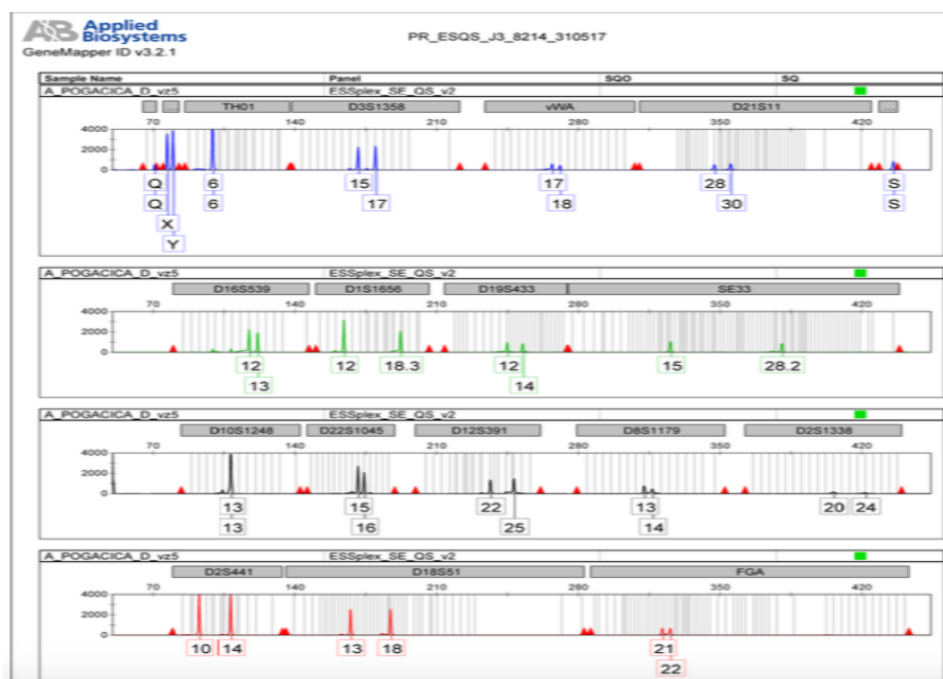 AB Applied
Biosystems
PR_ESQS_J3_8214_310517
GeneMapper ID v3.2.1
Sample Name Panel SQO SQ
A_POGACICA_D_vz5 ESSplex_SE_QS_v2
... TH01 D3S1358 vWA D21S11 ...
70 140 210 280 350 420
4000
2000
0
Q 6 15 17 28 S
Q 6 17 18 30 S
X
Y
A_POGACICA_D_vz5 ESSplex_SE_QS_v2
D16S539 D1S1656 D19S433 SE33
70 140 210 280 350 420
4000
2000
0
12 12 18.3 12 15 28.2
13 14
A_POGACICA_D_vz5 ESSplex_SE_QS_v2
D10S1248 D22S1045 D12S391 D8S1179 D2S1338
70 140 210 280 350 420
4000
2000
0
13 15 22 13 20 24
13 16 25 14
A_POGACICA_D_vz5 ESSplex_SE_QS_v2
D2S441 D18S51 FGA
70 140 210 280 350 420
4000
2000
0
10 14 13 18 21
22